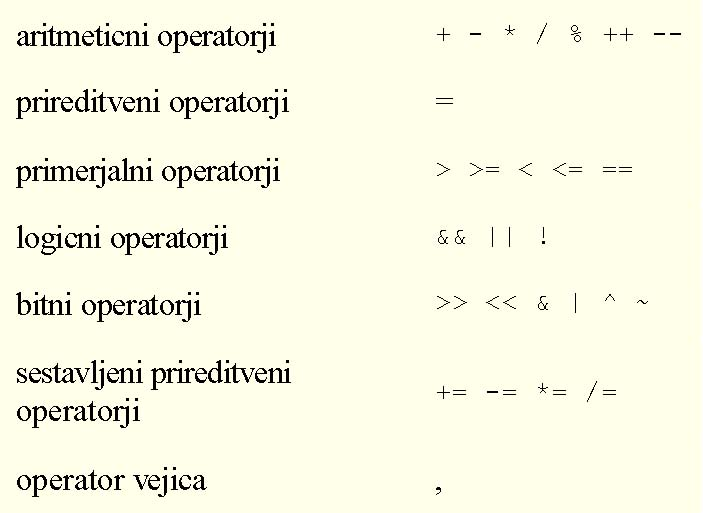 aritmeticni operatorji + - * / % ++ --
prireditveni operatorji =
primerjalni operatorji > >= < <= ==
logicni operatorji && || !
bitni operatorji >> << & | ^ ~
sestavljeni prireditveni
operatorji += -= *= /=
operator vejica ,